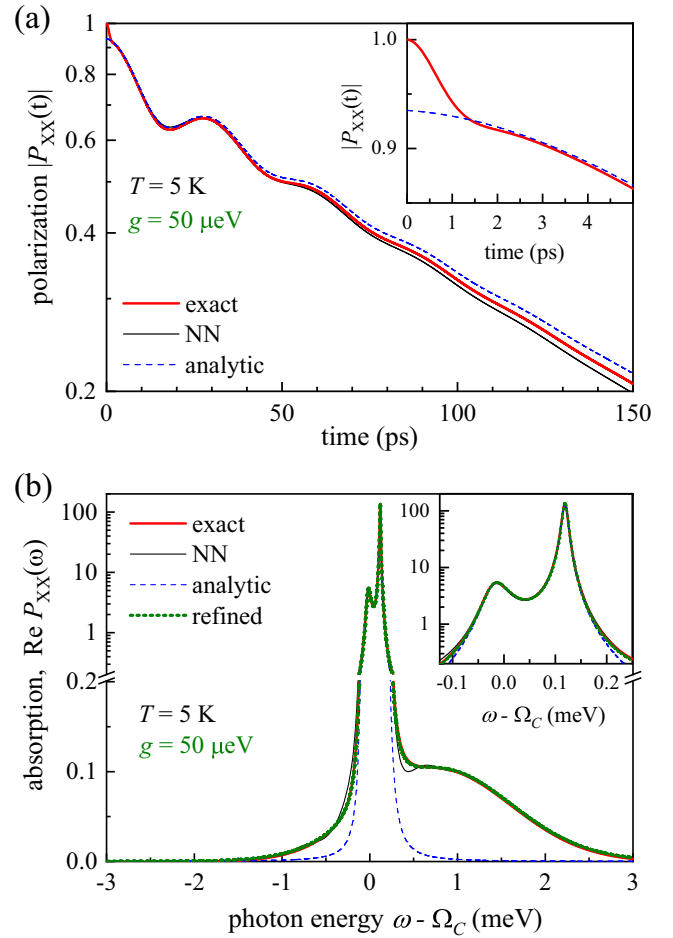 (a)
polarization |P_XX(t)|
1
0.8
0.6
0.4
0.2
T = 5 K
g = 50 μeV
exact
NN
analytic
0 50 100 150
time (ps)
|P_XX(t)|
1.0
0.9
0 1 2 3 4 5
time (ps)
(b)
absorption, Re P_XX(ω)
100
10
1
0.2
0.1
0.0
exact
NN
analytic
refined
T = 5 K
g = 50 μeV
-3 -2 -1 0 1 2 3
photon energy ω - Ω_C (meV)
100
10
1
-0.1 0.0 0.1 0.2
ω - Ω_C (meV)